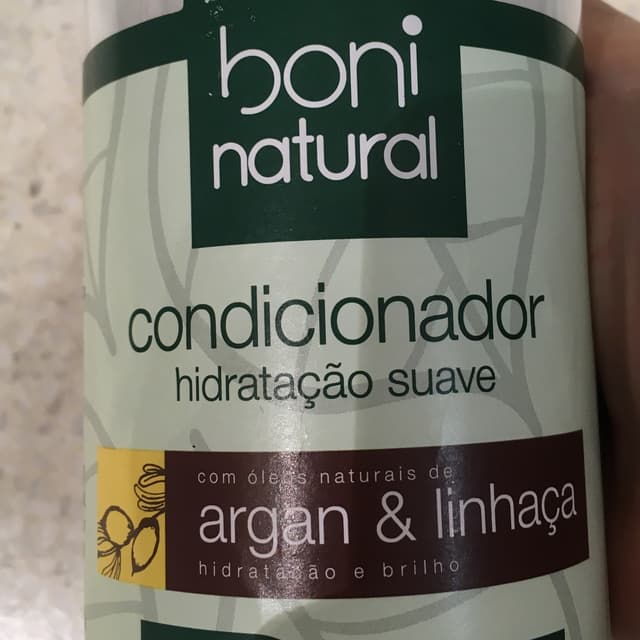 boni
natural
condicionador
hidratação suave
com óleos naturais de
argan & linhaça
hidratação e brilho